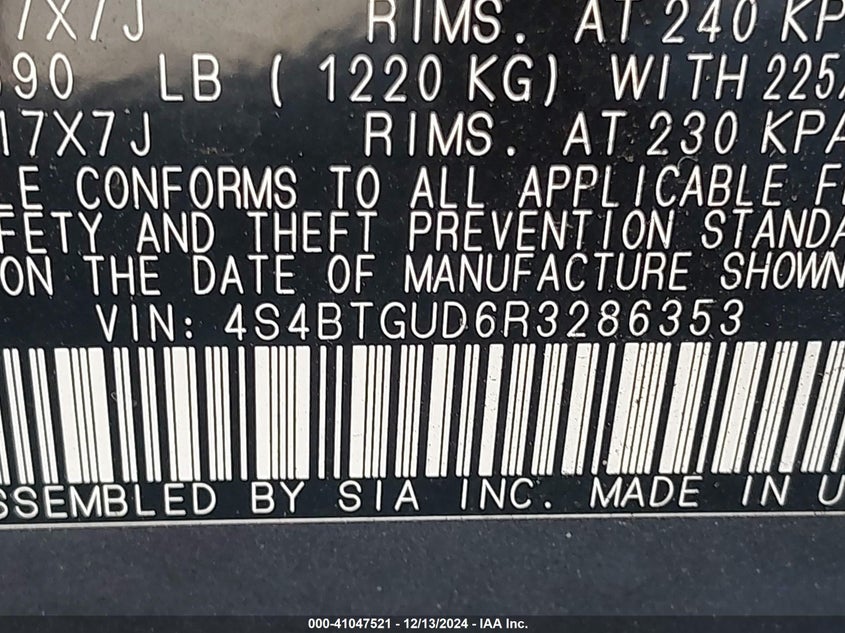 7X7J RIMS. AT 240 KP
90 LB ( 1220 KG) WITH 225
17X7J RIMS. AT 230 KPA
LE CONFORMS TO ALL APPLICABLE F
FETY AND THEFT PREVENTION STANDA
ON THE DATE OF MANUFACTURE SHOWN
VIN: 4S4BTGUD6R3286353
SSEMBLED BY SIA INC. MADE IN U
000-41047521 - 12/13/2024 - IAA Inc.